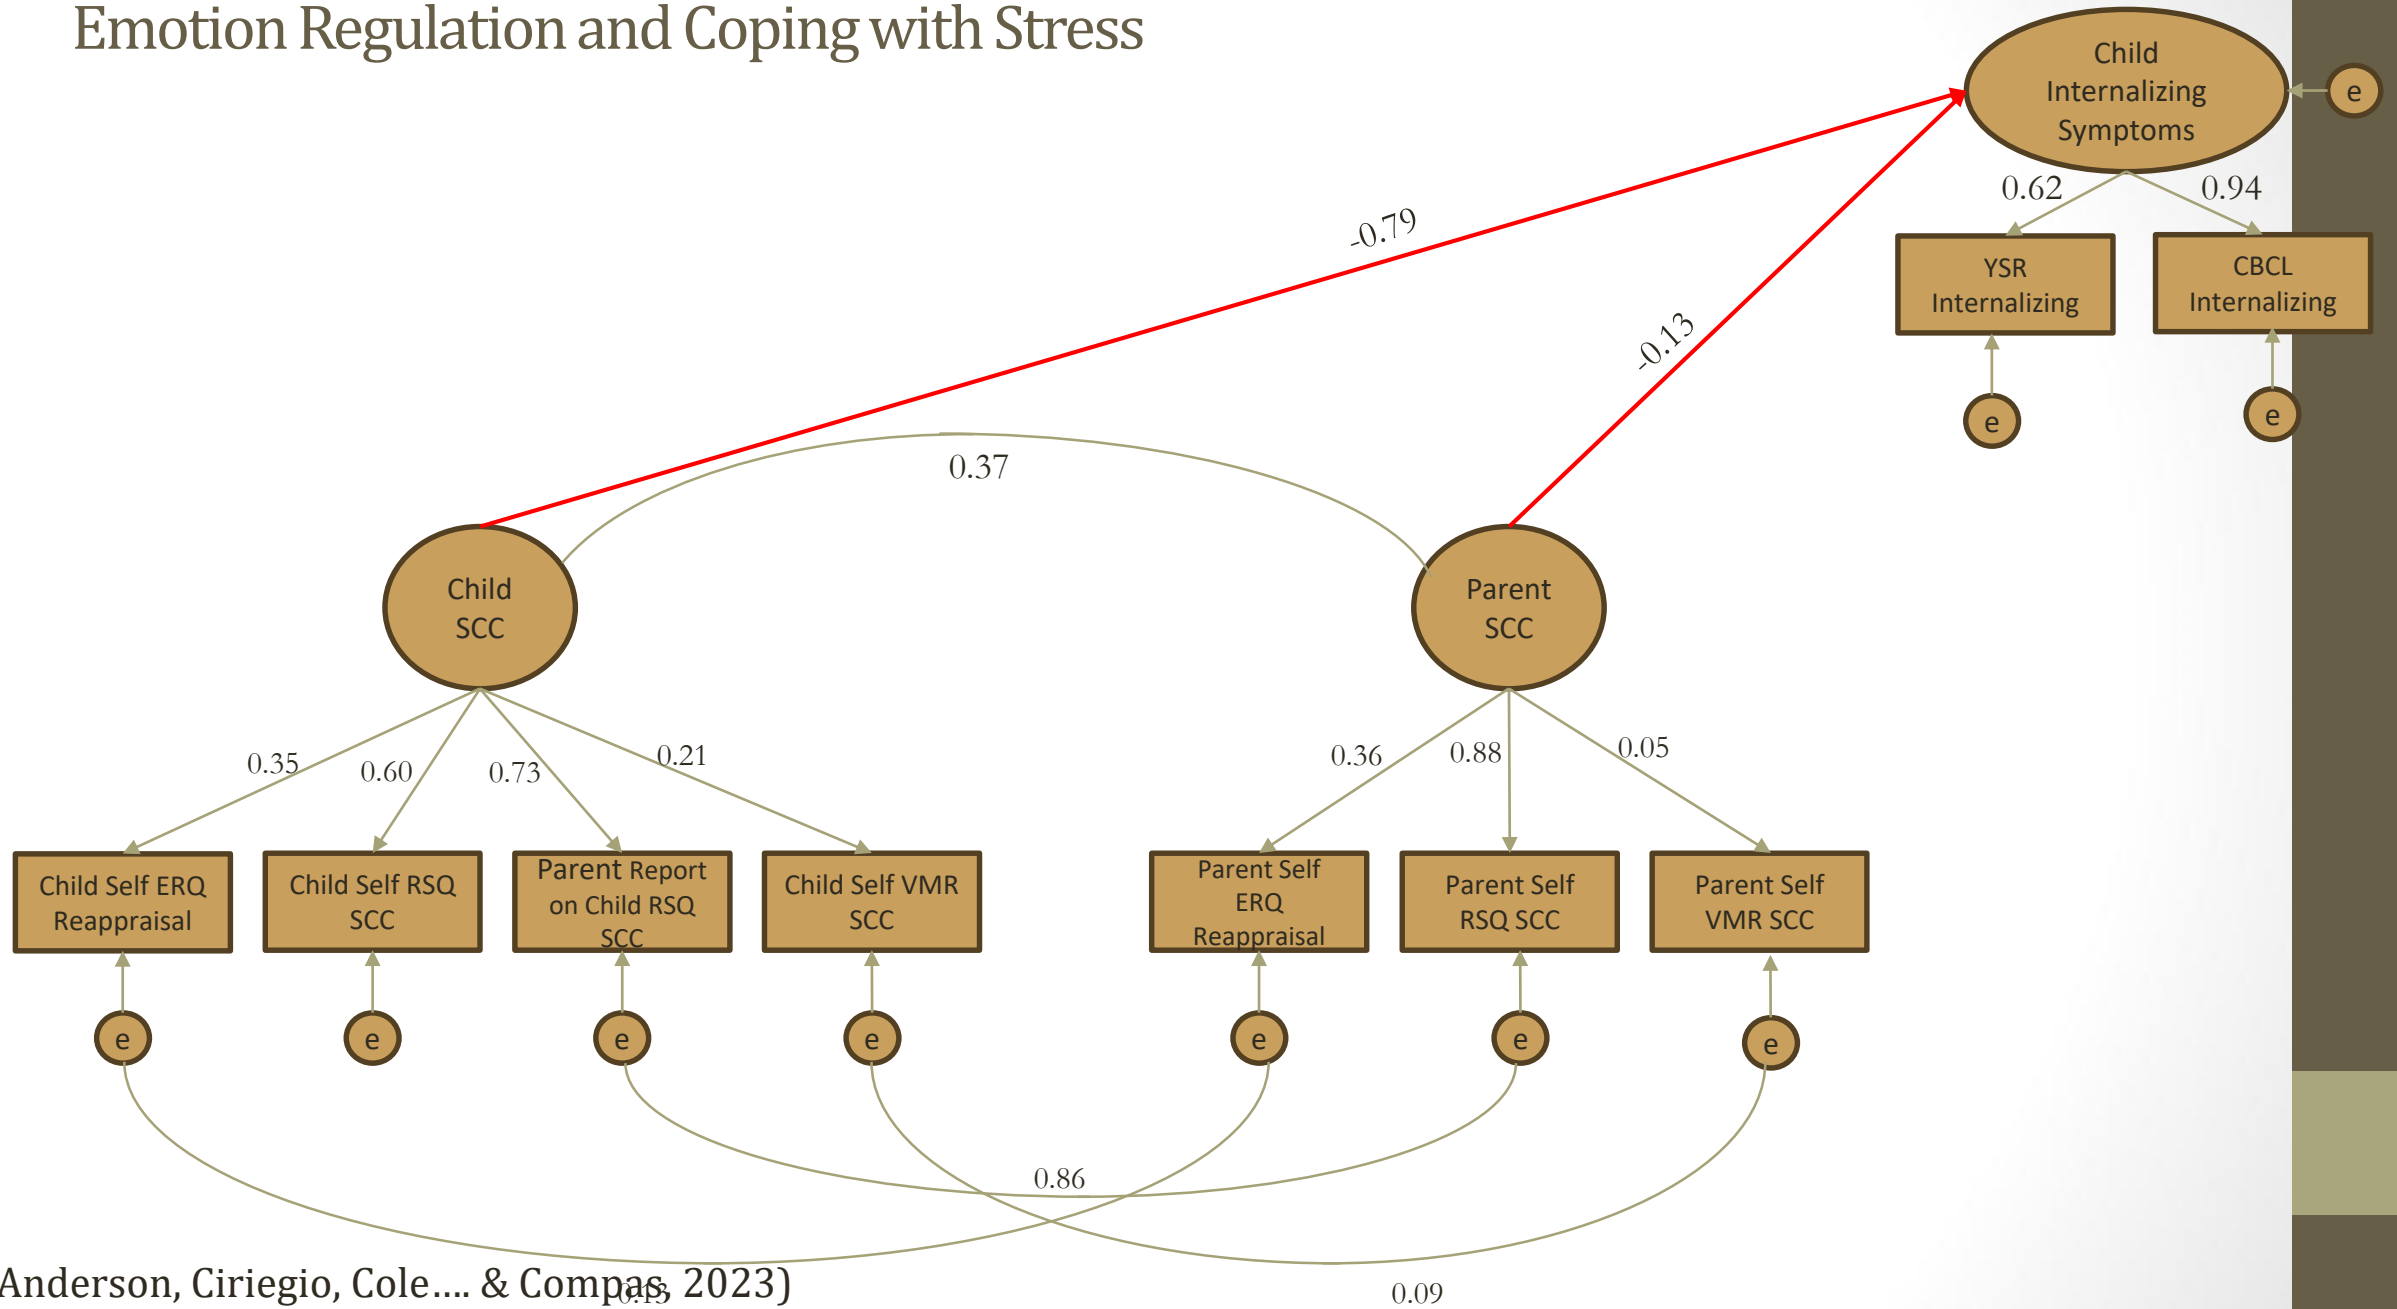 Emotion Regulation and Coping with Stress
Child
Internalizing
Symptoms
e
0.62
0.94
YSR
Internalizing
CBCL
Internalizing
e
e
-0.79
-0.13
0.37
Child
SCC
Parent
SCC
0.35
0.60
0.73
0.21
0.36
0.88
0.05
Child Self ERQ
Reappraisal
Child Self RSQ
SCC
Parent Report
on Child RSQ
SCC
Child Self VMR
SCC
Parent Self
ERQ
Reappraisal
Parent Self
RSQ SCC
Parent Self
VMR SCC
e
e
e
e
e
e
e
0.86
Anderson, Ciriegio, Cole.... & Compas, 2023)
0.13
0.09